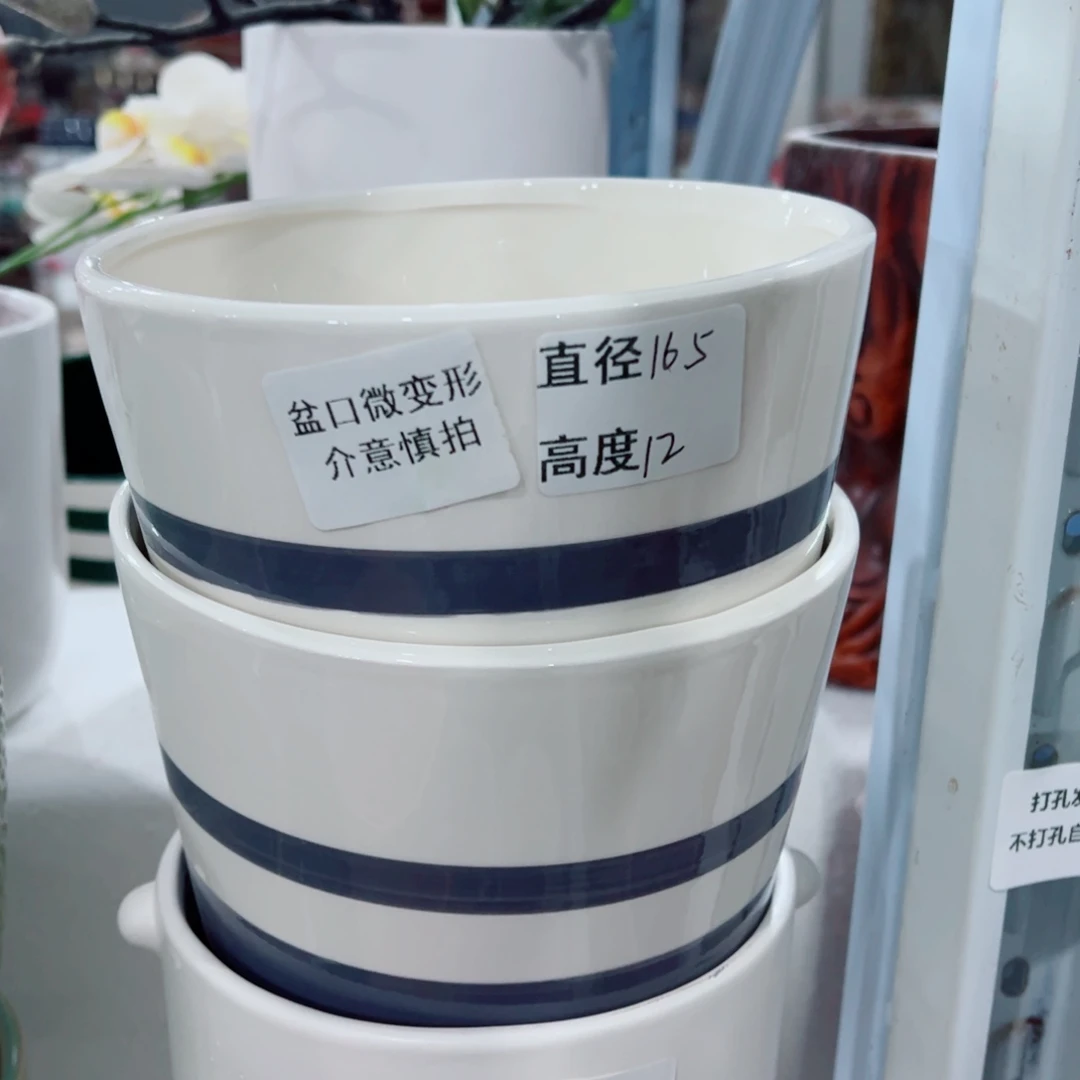 盆口微变形
介意慎拍
直径165
高度12
打孔
不打孔自